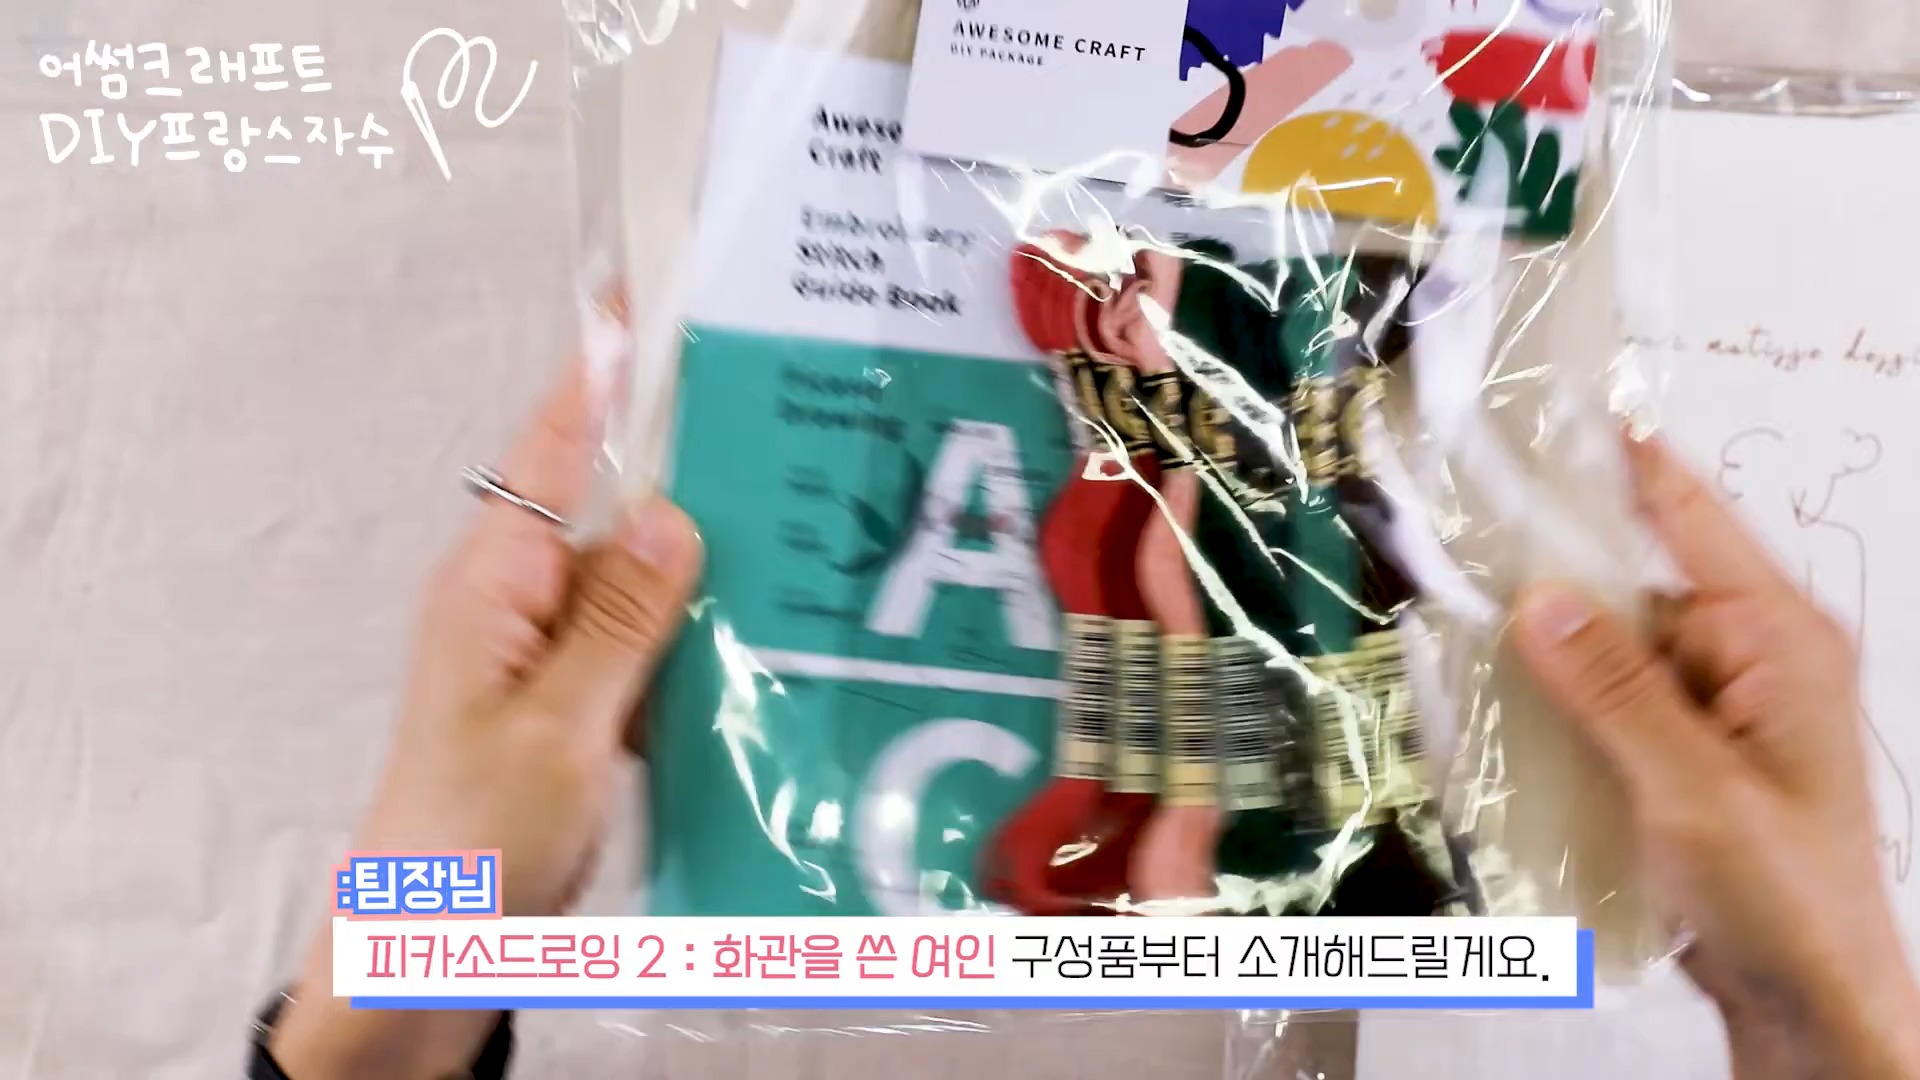 어썸크래프트
DIY프랑스자수
AWESOME CRAFT
DIY PACKAGE
Aweso
Craft
Embroidery
Stitch
Guide Book
A
C
:팀장님
피카소드로잉 2 : 화관을 쓴 여인 구성품부터 소개해드릴게요.